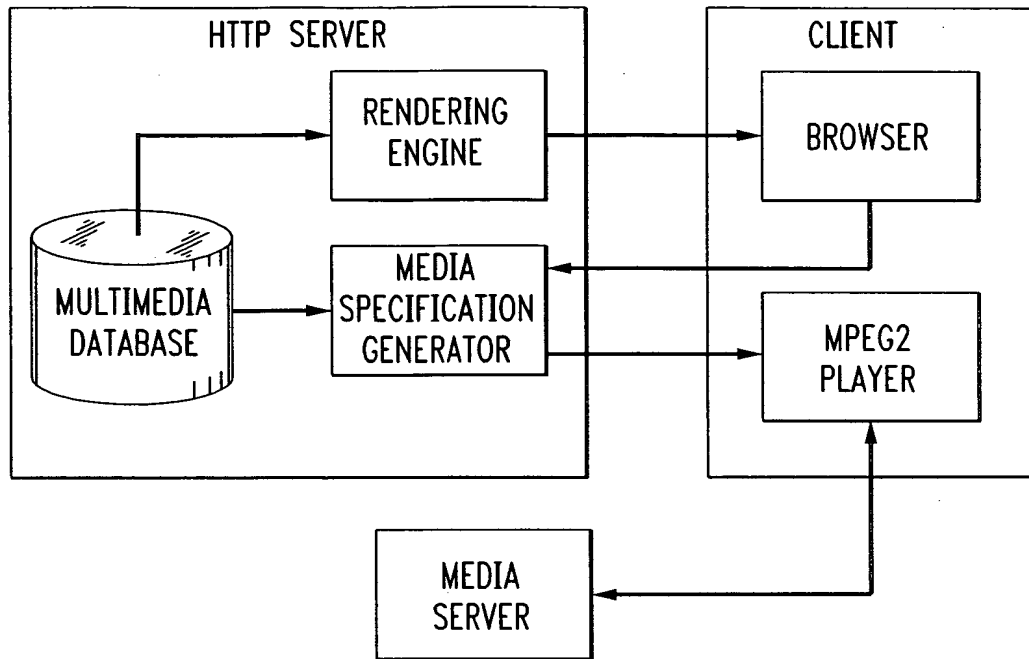 HTTP SERVER
CLIENT
RENDERING
ENGINE
BROWSER
MULTIMEDIA
DATABASE
MEDIA
SPECIFICATION
GENERATOR
MPEG2
PLAYER
MEDIA
SERVER